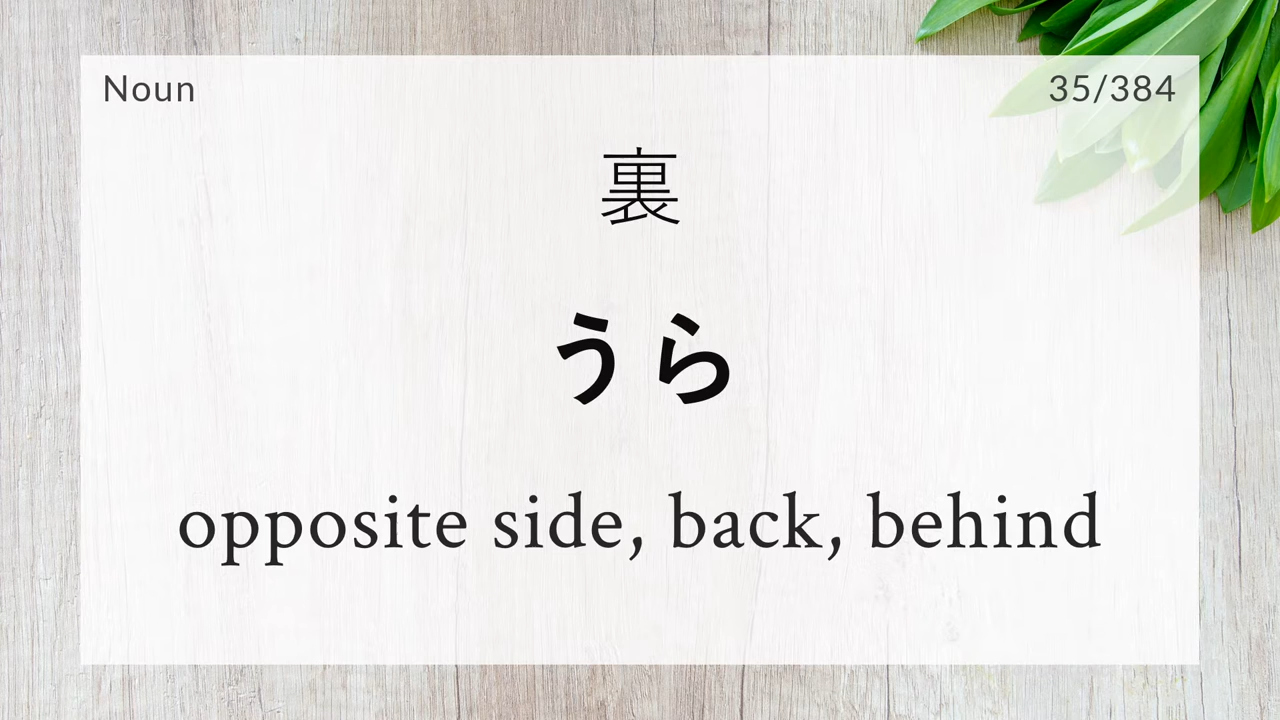 Noun
35/384
裏
うら
opposite side, back, behind